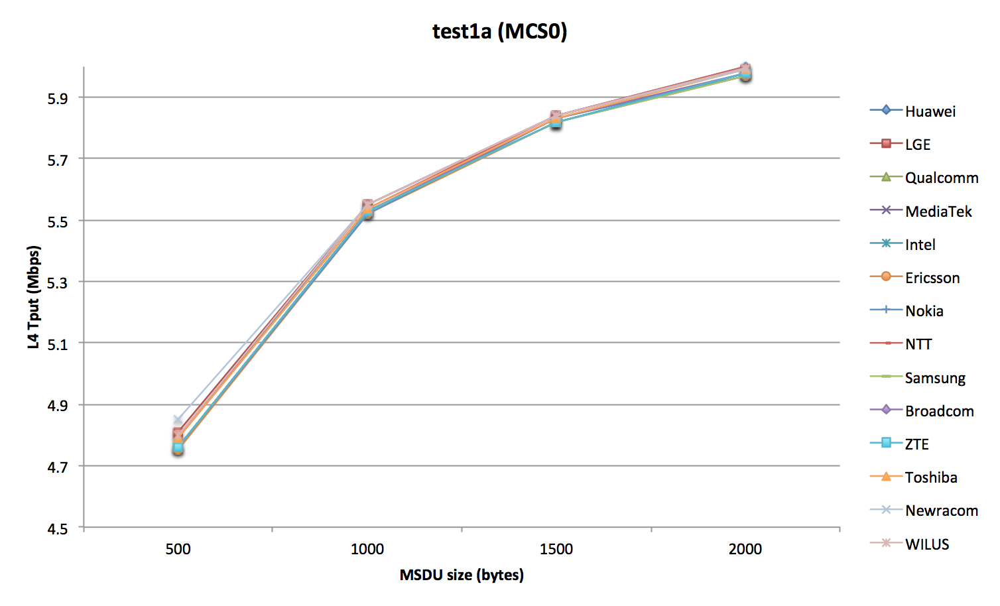 test1a (MCS0)
5.9
5.7
5.5
5.3
5.1
4.9
4.7
4.5
L4 Tput (Mbps)
500 1000 1500 2000
MSDU size (bytes)
Huawei
LGE
Qualcomm
MediaTek
Intel
Ericsson
Nokia
NTT
Samsung
Broadcom
ZTE
Toshiba
Newracom
WILUS